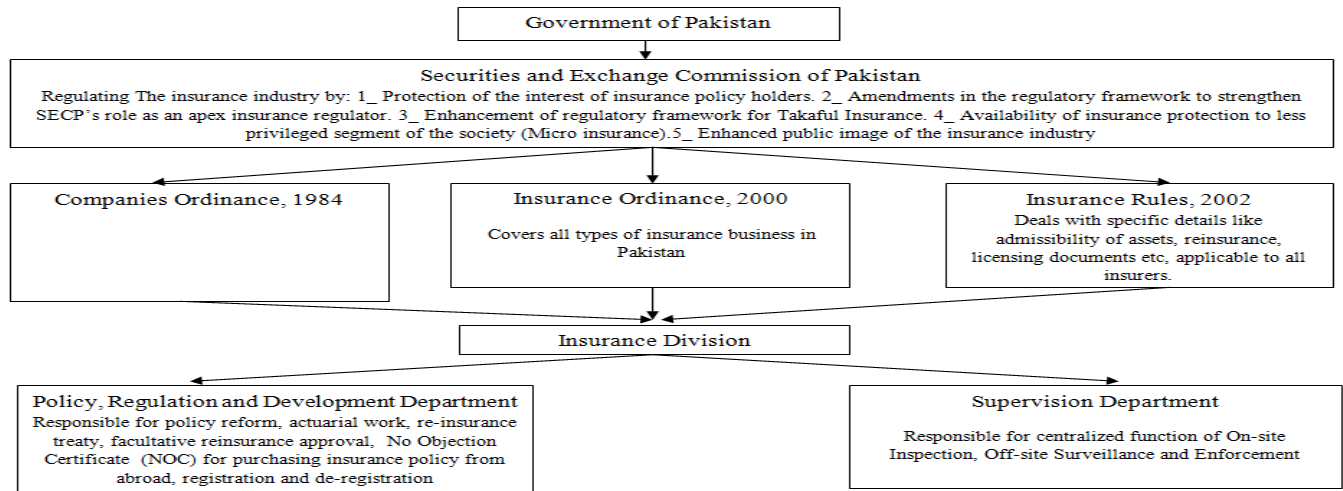 Government of Pakistan
Securities and Exchange Commission of Pakistan
Regulating The insurance industry by: 1_ Protection of the interest of insurance policy holders. 2_ Amendments in the regulatory framework to strengthen
SECP's role as an apex insurance regulator. 3_ Enhancement of regulatory framework for Takaful Insurance. 4_ Availability of insurance protection to less
privileged segment of the society (Micro insurance).5_ Enhanced public image of the insurance industry
Companies Ordinance, 1984
Insurance Ordinance, 2000
Covers all types of insurance business in
Pakistan
Insurance Rules, 2002
Deals with specific details like
admissibility of assets, reinsurance,
licensing documents etc, applicable to all
insurers.
Insurance Division
Policy, Regulation and Development Department
Responsible for policy reform, actuarial work, re-insurance
treaty, facultative reinsurance approval, No Objection
Certificate (NOC) for purchasing insurance policy from
abroad, registration and de-registration
Supervision Department
Responsible for centralized function of On-site
Inspection, Off-site Surveillance and Enforcement